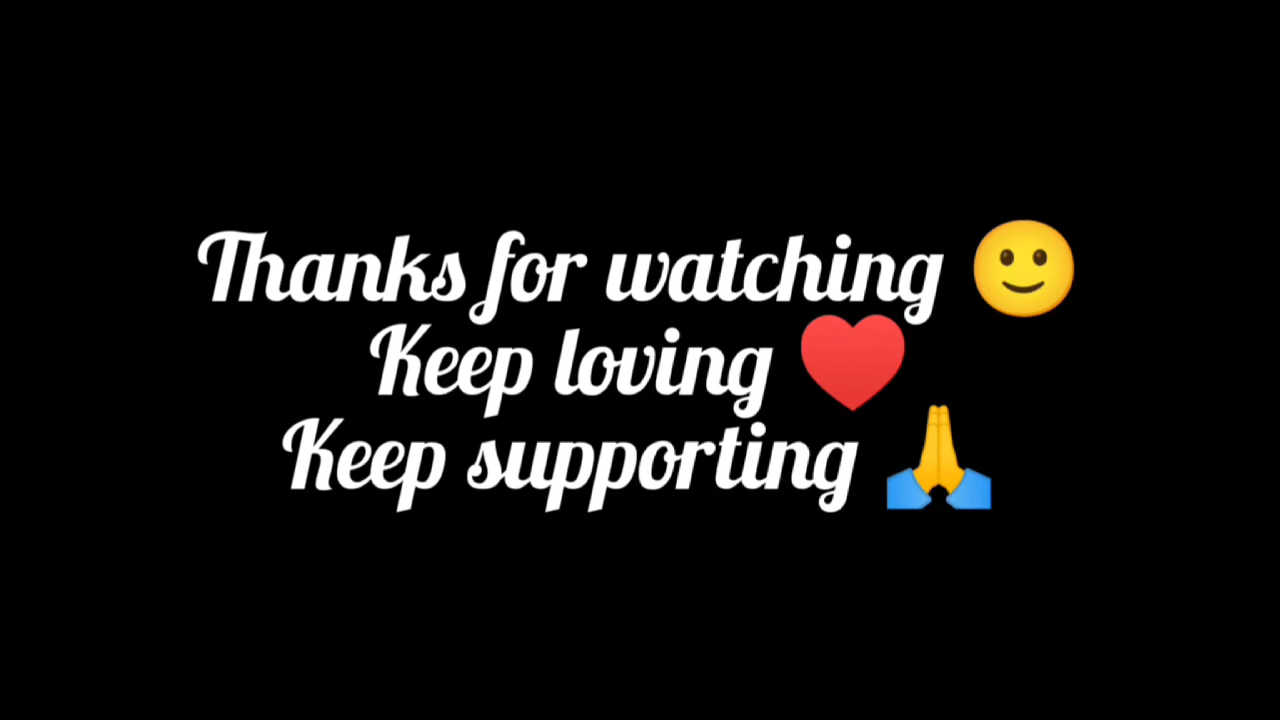 Thanks for watching 🙂
Keep loving ♥️
Keep supporting 🙏